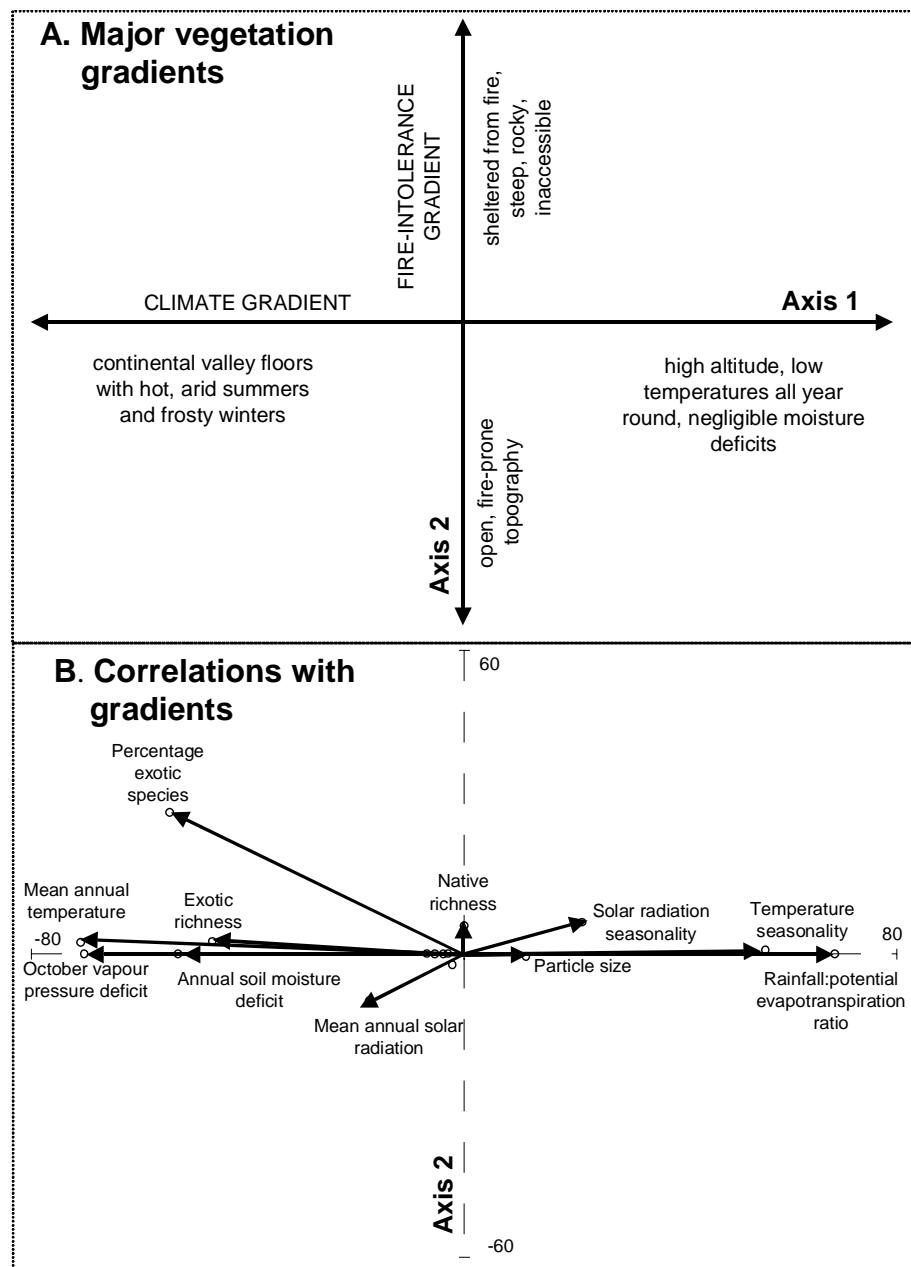 A. Major vegetation
gradients
FIRE-INTOLERANCE
GRADIENT
sheltered from fire,
steep, rocky,
inaccessible
CLIMATE GRADIENT
Axis 1
continental valley floors
with hot, arid summers
and frosty winters
high altitude, low
temperatures all year
round, negligible moisture
deficits
Axis 2
open, fire-prone
topography
B. Correlations with
gradients
60
Percentage
exotic
species
Mean annual
temperature
Exotic
richness
Native
richness
Solar radiation
seasonality
Temperature
seasonality
-80
80
October vapour
pressure deficit
Annual soil moisture
deficit
Particle size
Rainfall:potential
evapotranspiration
ratio
Mean annual solar
radiation
Axis 2
-60